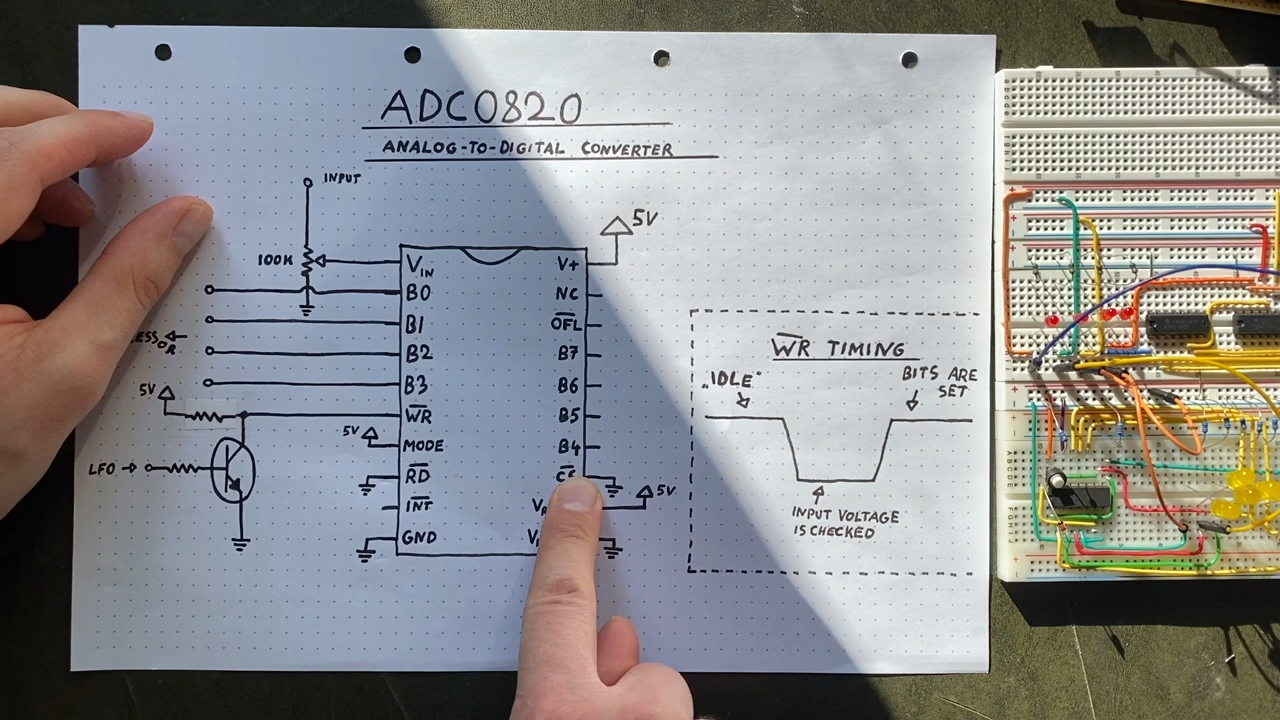 ADC0820
ANALOG-TO-DIGITAL CONVERTER
INPUT
5V
100K
VIN
V+
B0
NC
B1
OFL
B2
B7
B3
B6
5V
WR
B5
5V
MODE
B4
LFO
RD
CS
5V
INT
GND
WR TIMING
„IDLE"
BITS ARE
SET
INPUT VOLTAGE
IS CHECKED